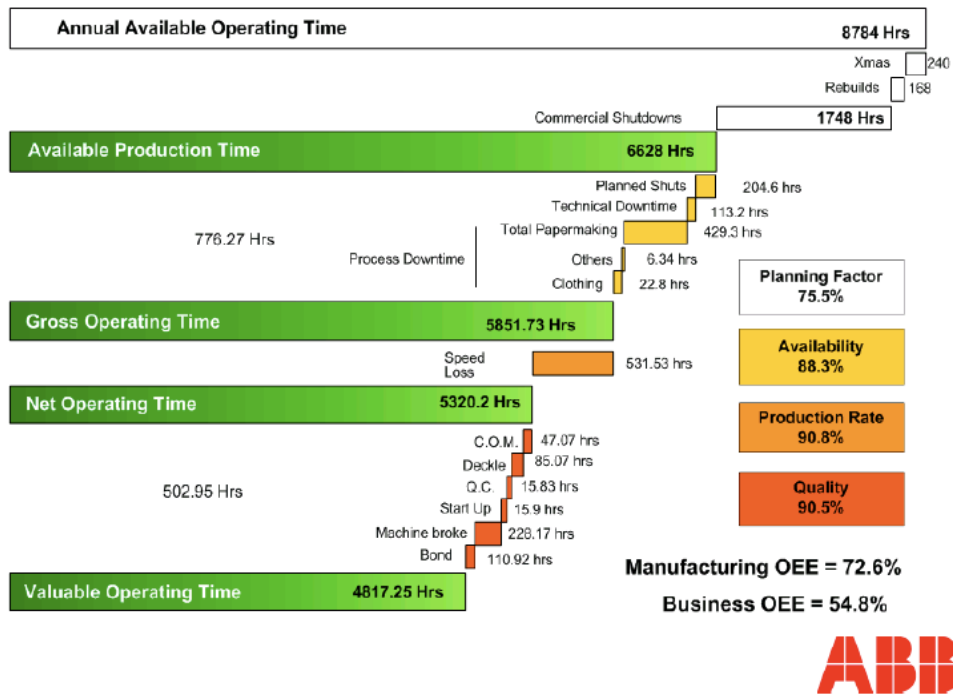 Annual Available Operating Time
8784 Hrs
Xmas
240
Rebuilds
168
Commercial Shutdowns
1748 Hrs
Available Production Time
6628 Hrs
Planned Shuts
204.6 hrs
Technical Downtime
113.2 hrs
Total Papermaking
429.3 hrs
776.27 Hrs
Process Downtime
Others
6.34 hrs
Clothing
22.8 hrs
Planning Factor
75.5%
Gross Operating Time
5851.73 Hrs
Availability
88.3%
Speed
Loss
531.53 hrs
Net Operating Time
5320.2 Hrs
Production Rate
90.8%
C.O.M.
47.07 hrs
Deckle
85.07 hrs
502.95 Hrs
Q.C.
15.83 hrs
Start Up
15.9 hrs
Quality
90.5%
Machine broke
228.17 hrs
Bond
110.92 hrs
Manufacturing OEE = 72.6%
Valuable Operating Time
4817.25 Hrs
Business OEE = 54.8%
ABB